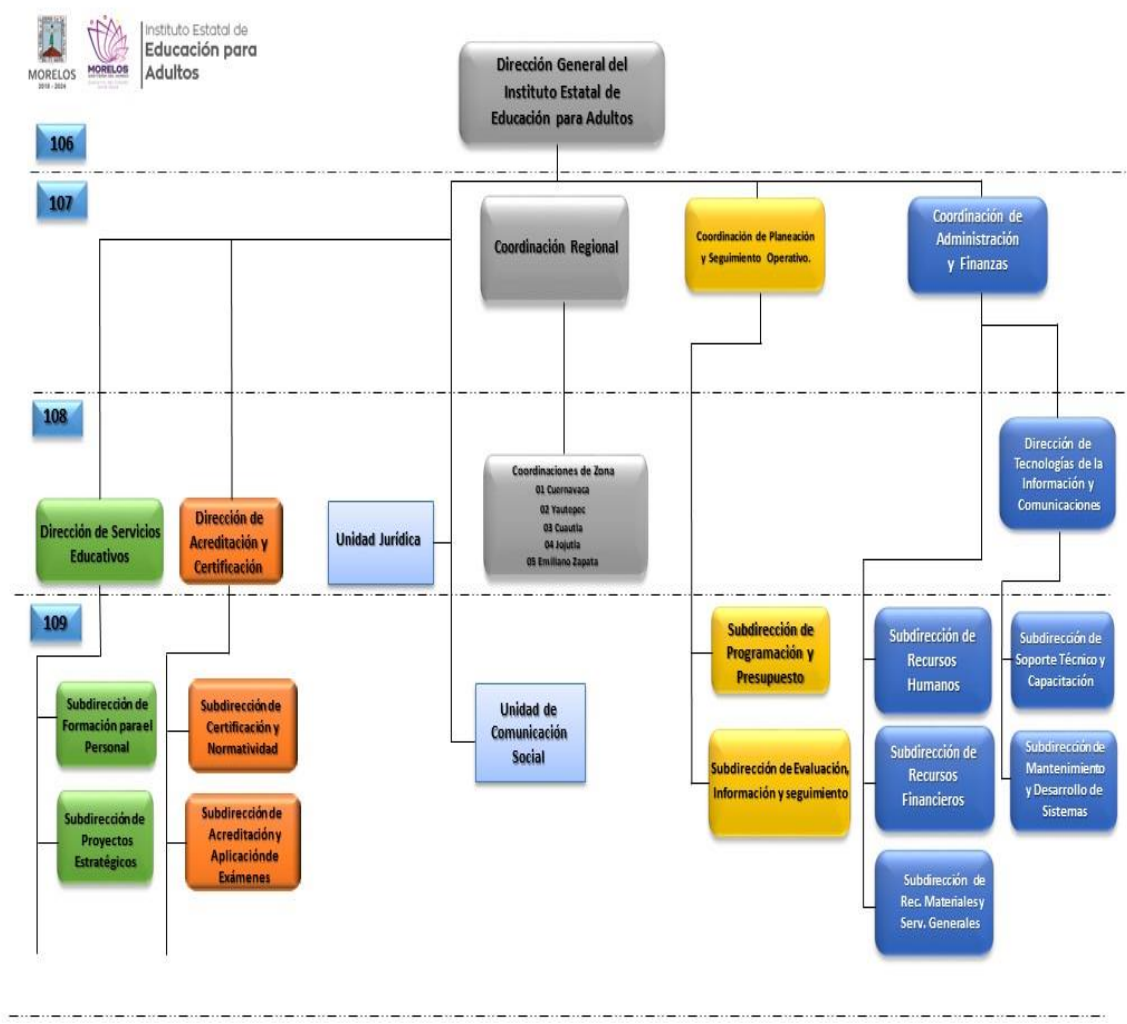 Instituto Estatal de
Educación para
Adultos
MORELOS
2018 - 2024
MORELOS
Dirección General del
Instituto Estatal de
Educación para Adultos
106
107
Coordinación Regional
Coordinación de Planeación
y Seguimiento Operativo.
Coordinación de
Administración
y Finanzas
108
Dirección de Servicios
Educativos
Dirección de
Acreditación y
Certificación
Unidad Jurídica
Coordinaciones de Zona
01 Cuernavaca
02 Yautepec
03 Cuautla
04 Jojutla
05 Emiliano Zapata
Dirección de
Tecnologías de la
Información y
Comunicaciones
109
Subdirección de
Formación para el
Personal
Subdirección de
Proyectos
Estratégicos
Subdirección de
Certificación y
Normatividad
Subdirección de
Acreditación y
Aplicación de
Exámenes
Unidad de
Comunicación
Social
Subdirección de
Programación y
Presupuesto
Subdirección de Evaluación,
Información y seguimiento
Subdirección de
Recursos
Humanos
Subdirección de
Recursos
Financieros
Subdirección de
Rec. Materiales y
Serv. Generales
Subdirección de
Soporte Técnico y
Capacitación
Subdirección de
Mantenimiento
y Desarrollo de
Sistemas